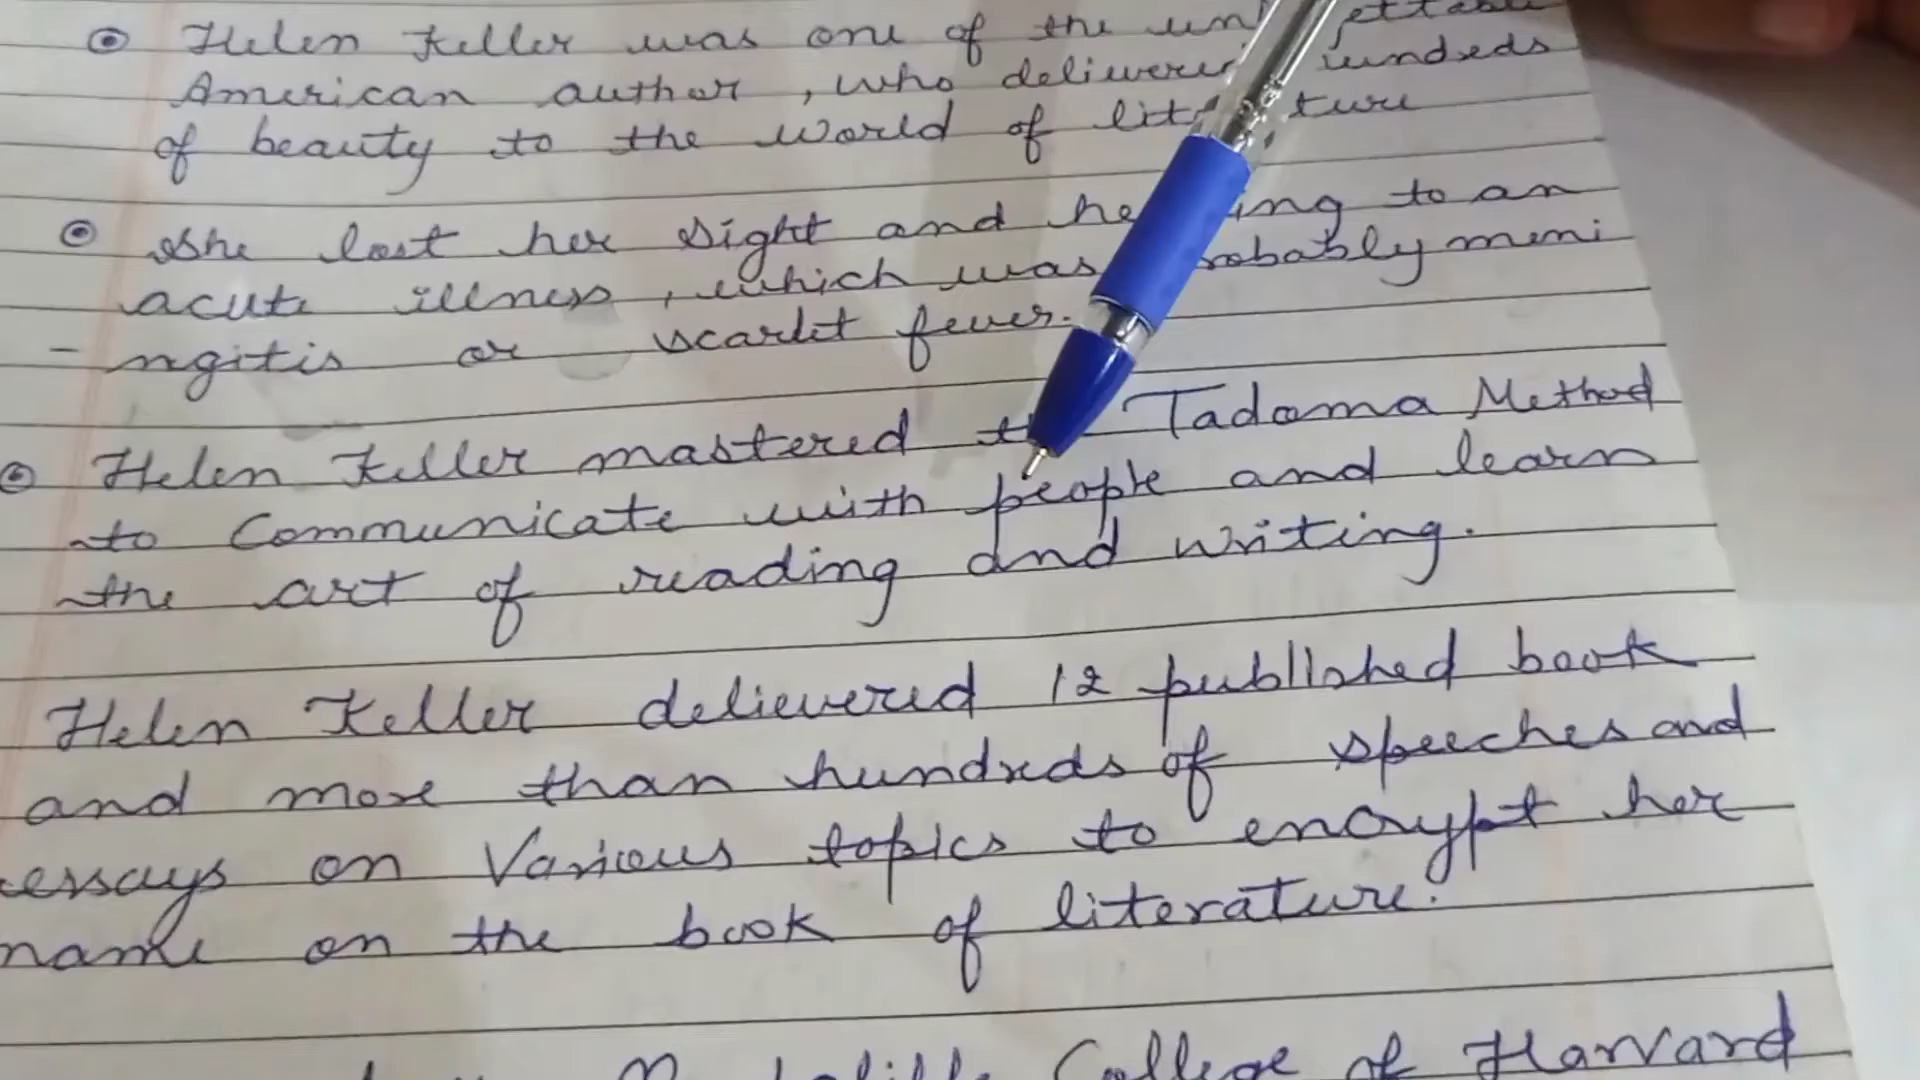 Helen Keller was one of the
American author, who
of beauty to the world of
She lost her sight and to an
acute illness, which was meni
- ngitis or scarlet fever.
Helen Keller mastered Tadoma Method
to Communicate with people and learn
the art of reading and writing.
Helen Keller delievered 12 published book
and more than hundreds of speeches and
essays on Various topics to encrypt her
name on the book of literature.
College of Harvard